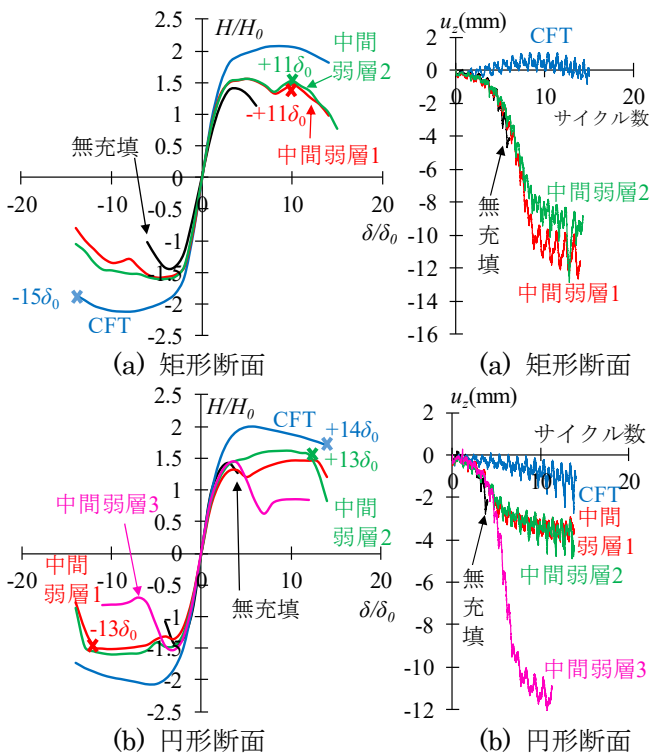 H/H₀
2.5
2
1.5
1
0.5
0
-0.5
-1
-1.5
-2
-2.5
-20
-10
0
10
20
δ/δ₀
CFT
中間
弱層2
+11δ₀
-+11δ₀
中間弱層1
無充填
-15δ₀
CFT
(a) 矩形断面
u_z(mm)
4
2
0
-2
-4
-6
-8
-10
-12
-14
-16
0
10
20
サイクル数
CFT
無
充
填
中間弱層2
中間弱層1
(a) 矩形断面
H/H₀
2.5
2
1.5
1
0.5
0
-0.5
-1
-1.5
-2
-2.5
-20
-10
0
10
20
δ/δ₀
CFT
+14δ₀
+13δ₀
中間弱層3
中間
弱層2
中間
弱層1
-13δ₀
無充填
(b) 円形断面
u_z(mm)
2
0
-2
-4
-6
-8
-10
-12
0
10
20
サイクル数
CFT
中間
弱層1
中間弱層2
無
充
填
中間弱層3
(b) 円形断面